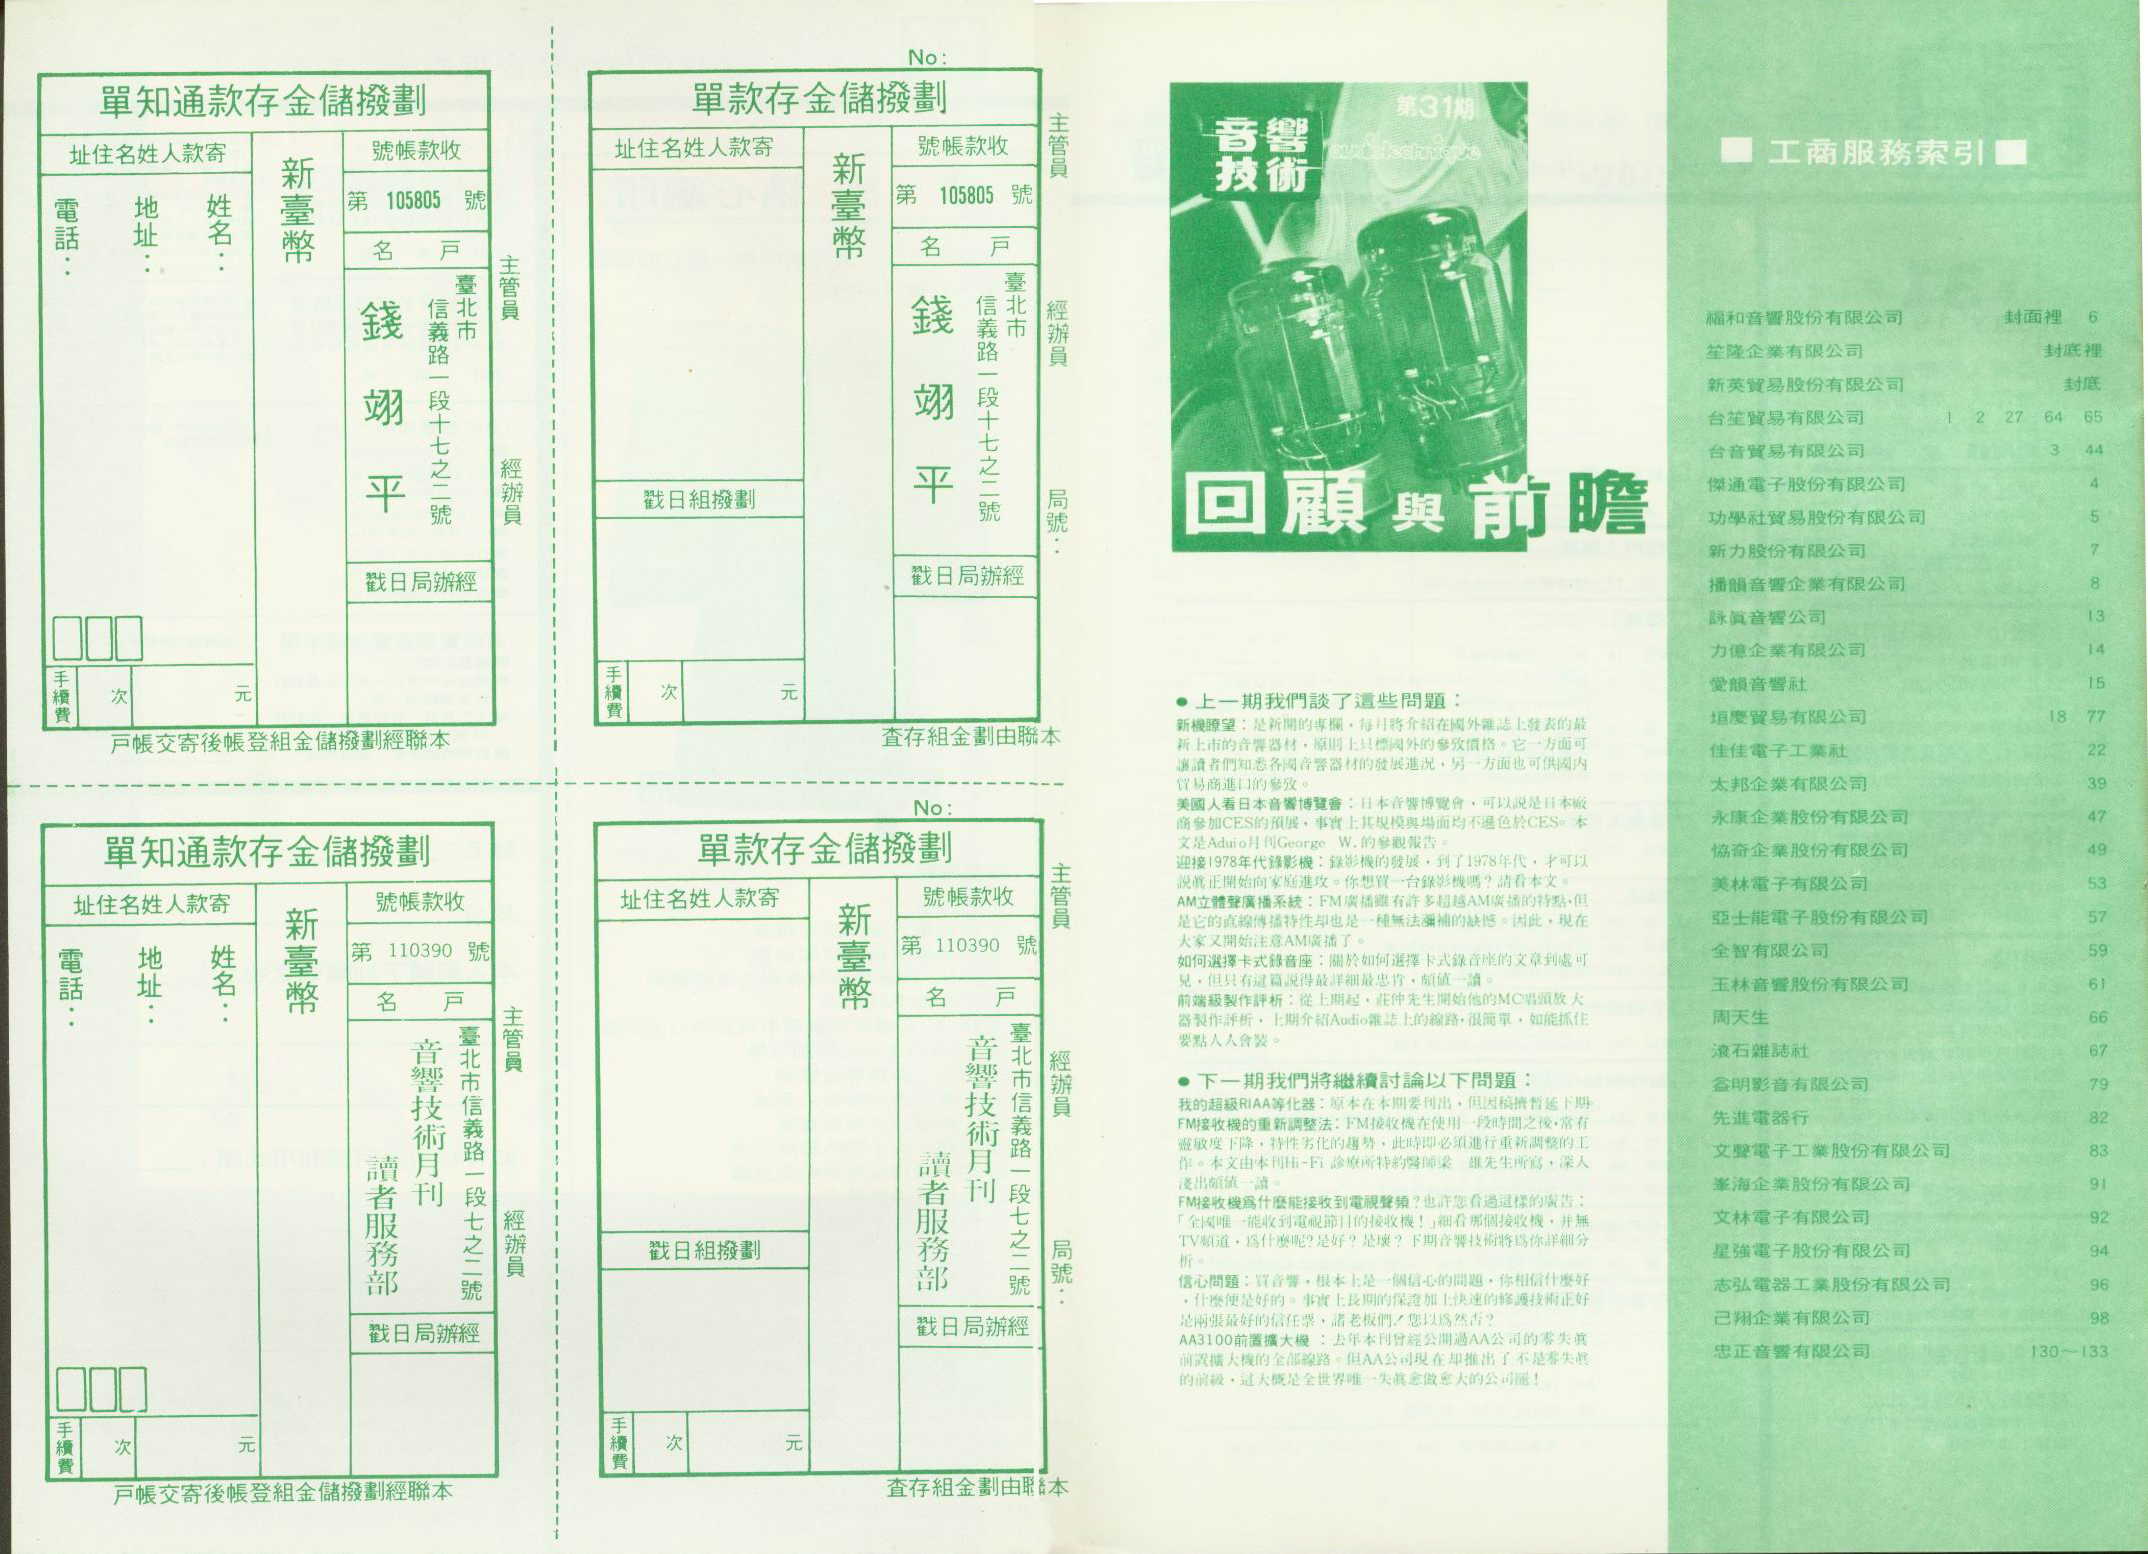 單知通款存金儲撥劃
址住名姓人款寄
新臺幣
號帳款收
第 105805 號
名 戶
臺北市
信義路一段十七之二號
錢翊平
戳日局辦經
姓名：
地址：
電話：
手續費
次
元
主管員
經辦員
戶帳交寄後帳登組金儲撥劃經聯本
No:
單款存金儲撥劃
址住名姓人款寄
新臺幣
號帳款收
第 105805 號
名 戶
臺北市
信義路一段十七之二號
錢翊平
戳日局辦經
戳日組撥劃
手續費
次
元
主管員
經辦員
局號：
查存組金劃由聯本
單知通款存金儲撥劃
址住名姓人款寄
新臺幣
號帳款收
第 110390 號
名 戶
臺北市信義路一段七之二號
音響技術月刊
讀者服務部
戳日局辦經
姓名：
地址：
電話：
手續費
次
元
主管員
經辦員
戶帳交寄後帳登組金儲撥劃經聯本
No:
單款存金儲撥劃
址住名姓人款寄
新臺幣
號帳款收
第 110390 號
名 戶
臺北市信義路一段七之二號
音響技術月刊
讀者服務部
戳日局辦經
戳日組撥劃
手續費
次
元
主管員
經辦員
局號：
查存組金劃由聯本
第31期
音響
技術
audiotechnique
回顧與前瞻
●上一期我們談了這些問題：
新機瞭望：是新開的專欄，每月將介紹在國外雜誌上發表的最
新上市的音響器材，原則上只標國外的參攷價格。它一方面可
讓讀者們知悉各國音響器材的發展進況，另一方面也可供國內
貿易商進口的參攷。
美國人看日本音響博覽會：日本音響博覽會，可以說是日本廠
商參加CES的預展，事實上其規模與場面均不遜色於CES。本
文是Aduio月刊George W.的參觀報告。
迎接1978年代錄影機：錄影機的發展，到了1978年代，才可以
說眞正開始向家庭進攻。你想買一台錄影機嗎？請看本文。
AM立體聲廣播系統：FM廣播雖有許多超越AM廣播的特點，但
是它的直線傳播特性却也是一種無法彌補的缺憾。因此，現在
大家又開始注意AM廣播了。
如何選擇卡式錄音座：關於如何選擇卡式錄音座的文章到處可
見，但只有這篇說得最詳細最忠肯，頗値一讀。
前端級製作評析：從上期起，莊仲先生開始他的MC唱頭放大
器製作評析，上期介紹Audio雜誌上的線路，很簡單，如能抓住
要點人人會裝。
●下一期我們將繼續討論以下問題：
我的超級RIAA等化器：原本在本期要刊出，但因稿擠暫延下期
FM接收機的重新調整法：FM接收機在使用一段時間之後，常有
靈敏度下降，特性劣化的趨勢，此時即必須進行重新調整的工
作。本文由本刊Hi-Fi 診療所特約醫師梁 雄先生所寫，深入
淺出頗値一讀。
FM接收機爲什麼能接收到電視聲頻？也許您看過這樣的廣告：
「全國唯一能收到電視節目的接收機！」細看那個接收機，并無
TV頻道，爲什麼呢？是好？是壞？下期音響技術將爲你詳細分
析。
信心問題：買音響，根本上是一個信心的問題，你相信什麼好
，什麼便是好的。事實上長期的保證加上快速的修護技術正好
是兩張最好的信任票，諸老板們！您以爲然否？
AA3100前置擴大機：去年本刊曾經公開過AA公司的零失眞
前置擴大機的全部線路。但AA公司現在却推出了不是零失眞
的前級，這大槪是全世界唯一失眞愈做愈大的公司罷！
■ 工商服務索引 ■
福和音響股份有限公司 封面裡 6
笙隆企業有限公司 封底裡
新英貿易股份有限公司 封底
台笙貿易有限公司 1 2 27 64 65
台音貿易有限公司 3 44
傑通電子股份有限公司 4
功學社貿易股份有限公司 5
新力股份有限公司 7
播韻音響企業有限公司 8
詠眞音響公司 13
力億企業有限公司 14
愛韻音響社 15
垣慶貿易有限公司 18 77
佳佳電子工業社 22
太邦企業有限公司 39
永康企業股份有限公司 47
協奇企業股份有限公司 49
美林電子有限公司 53
亞士能電子股份有限公司 57
全智有限公司 59
玉林音響股份有限公司 61
周天生 66
滾石雜誌社 67
益明影音有限公司 79
先進電器行 82
文聲電子工業股份有限公司 83
峯海企業股份有限公司 91
文林電子有限公司 92
星強電子股份有限公司 94
志弘電器工業股份有限公司 96
己翔企業有限公司 98
忠正音響有限公司 130～133